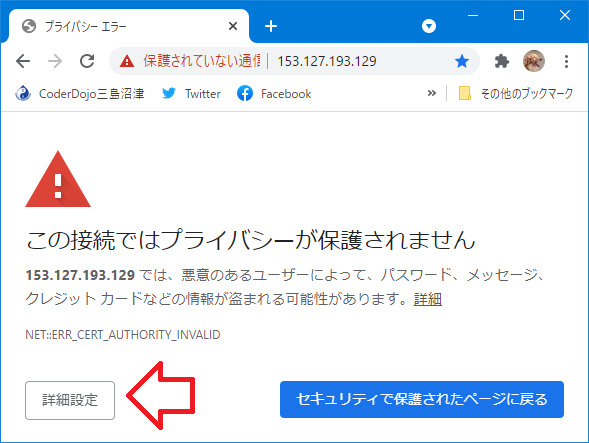 プライバシー エラー
保護されていない通信 | 153.127.193.129
CoderDojo三島沼津 Twitter Facebook » その他のブックマーク
この接続ではプライバシーが保護されません
153.127.193.129 では、悪意のあるユーザーによって、パスワード、メッセージ、
クレジット カードなどの情報が盗まれる可能性があります。詳細
NET::ERR_CERT_AUTHORITY_INVALID
詳細設定 セキュリティで保護されたページに戻る